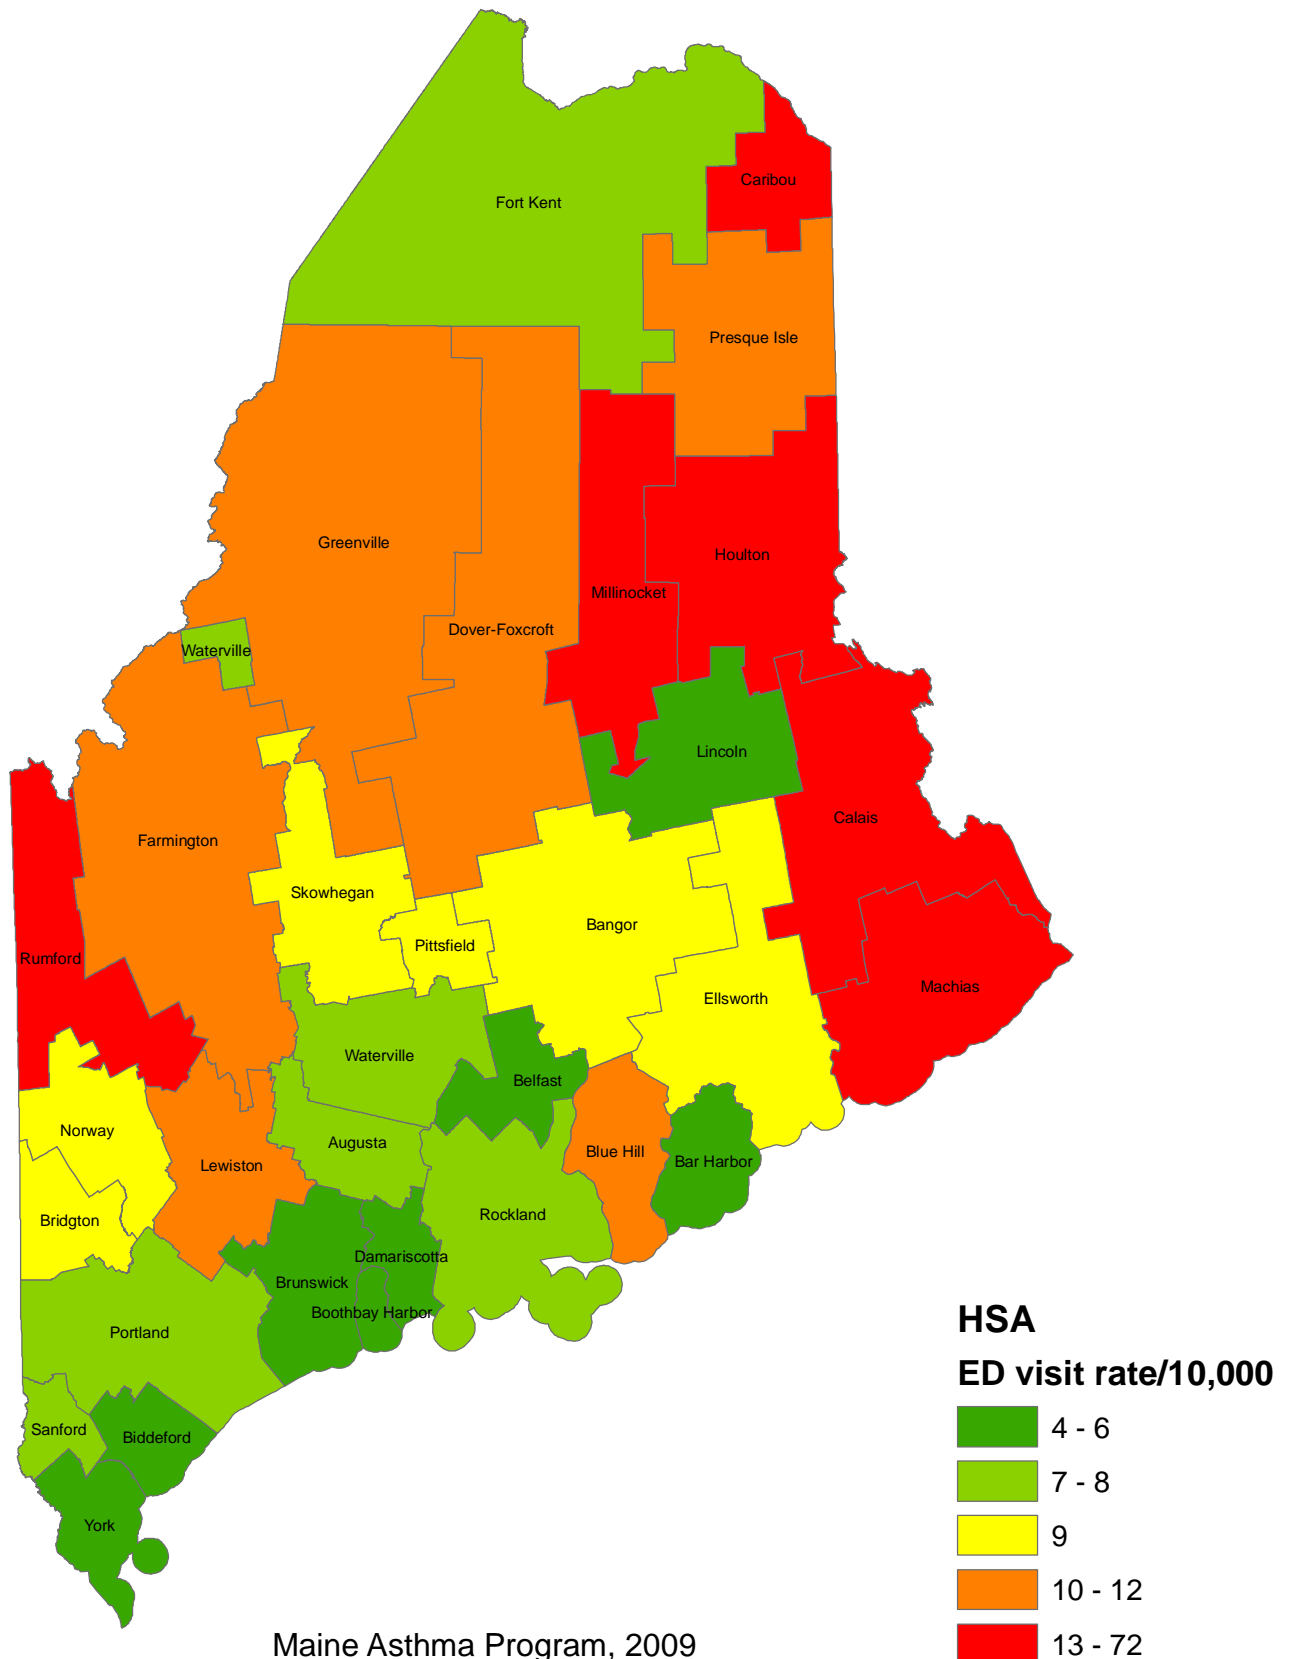 Fort Kent
Caribou
Presque Isle
Greenville
Houlton
Millinocket
Dover-Foxcroft
Waterville
Lincoln
Calais
Farmington
Skowhegan
Bangor
Pittsfield
Rumford
Machias
Ellsworth
Waterville
Belfast
Norway
Augusta
Blue Hill
Bar Harbor
Lewiston
Rockland
Bridgton
Damariscotta
Brunswick
Boothbay Harbor
Portland
Sanford
Biddeford
York
HSA
ED visit rate/10,000
4 - 6
7 - 8
9
10 - 12
13 - 72
Maine Asthma Program, 2009